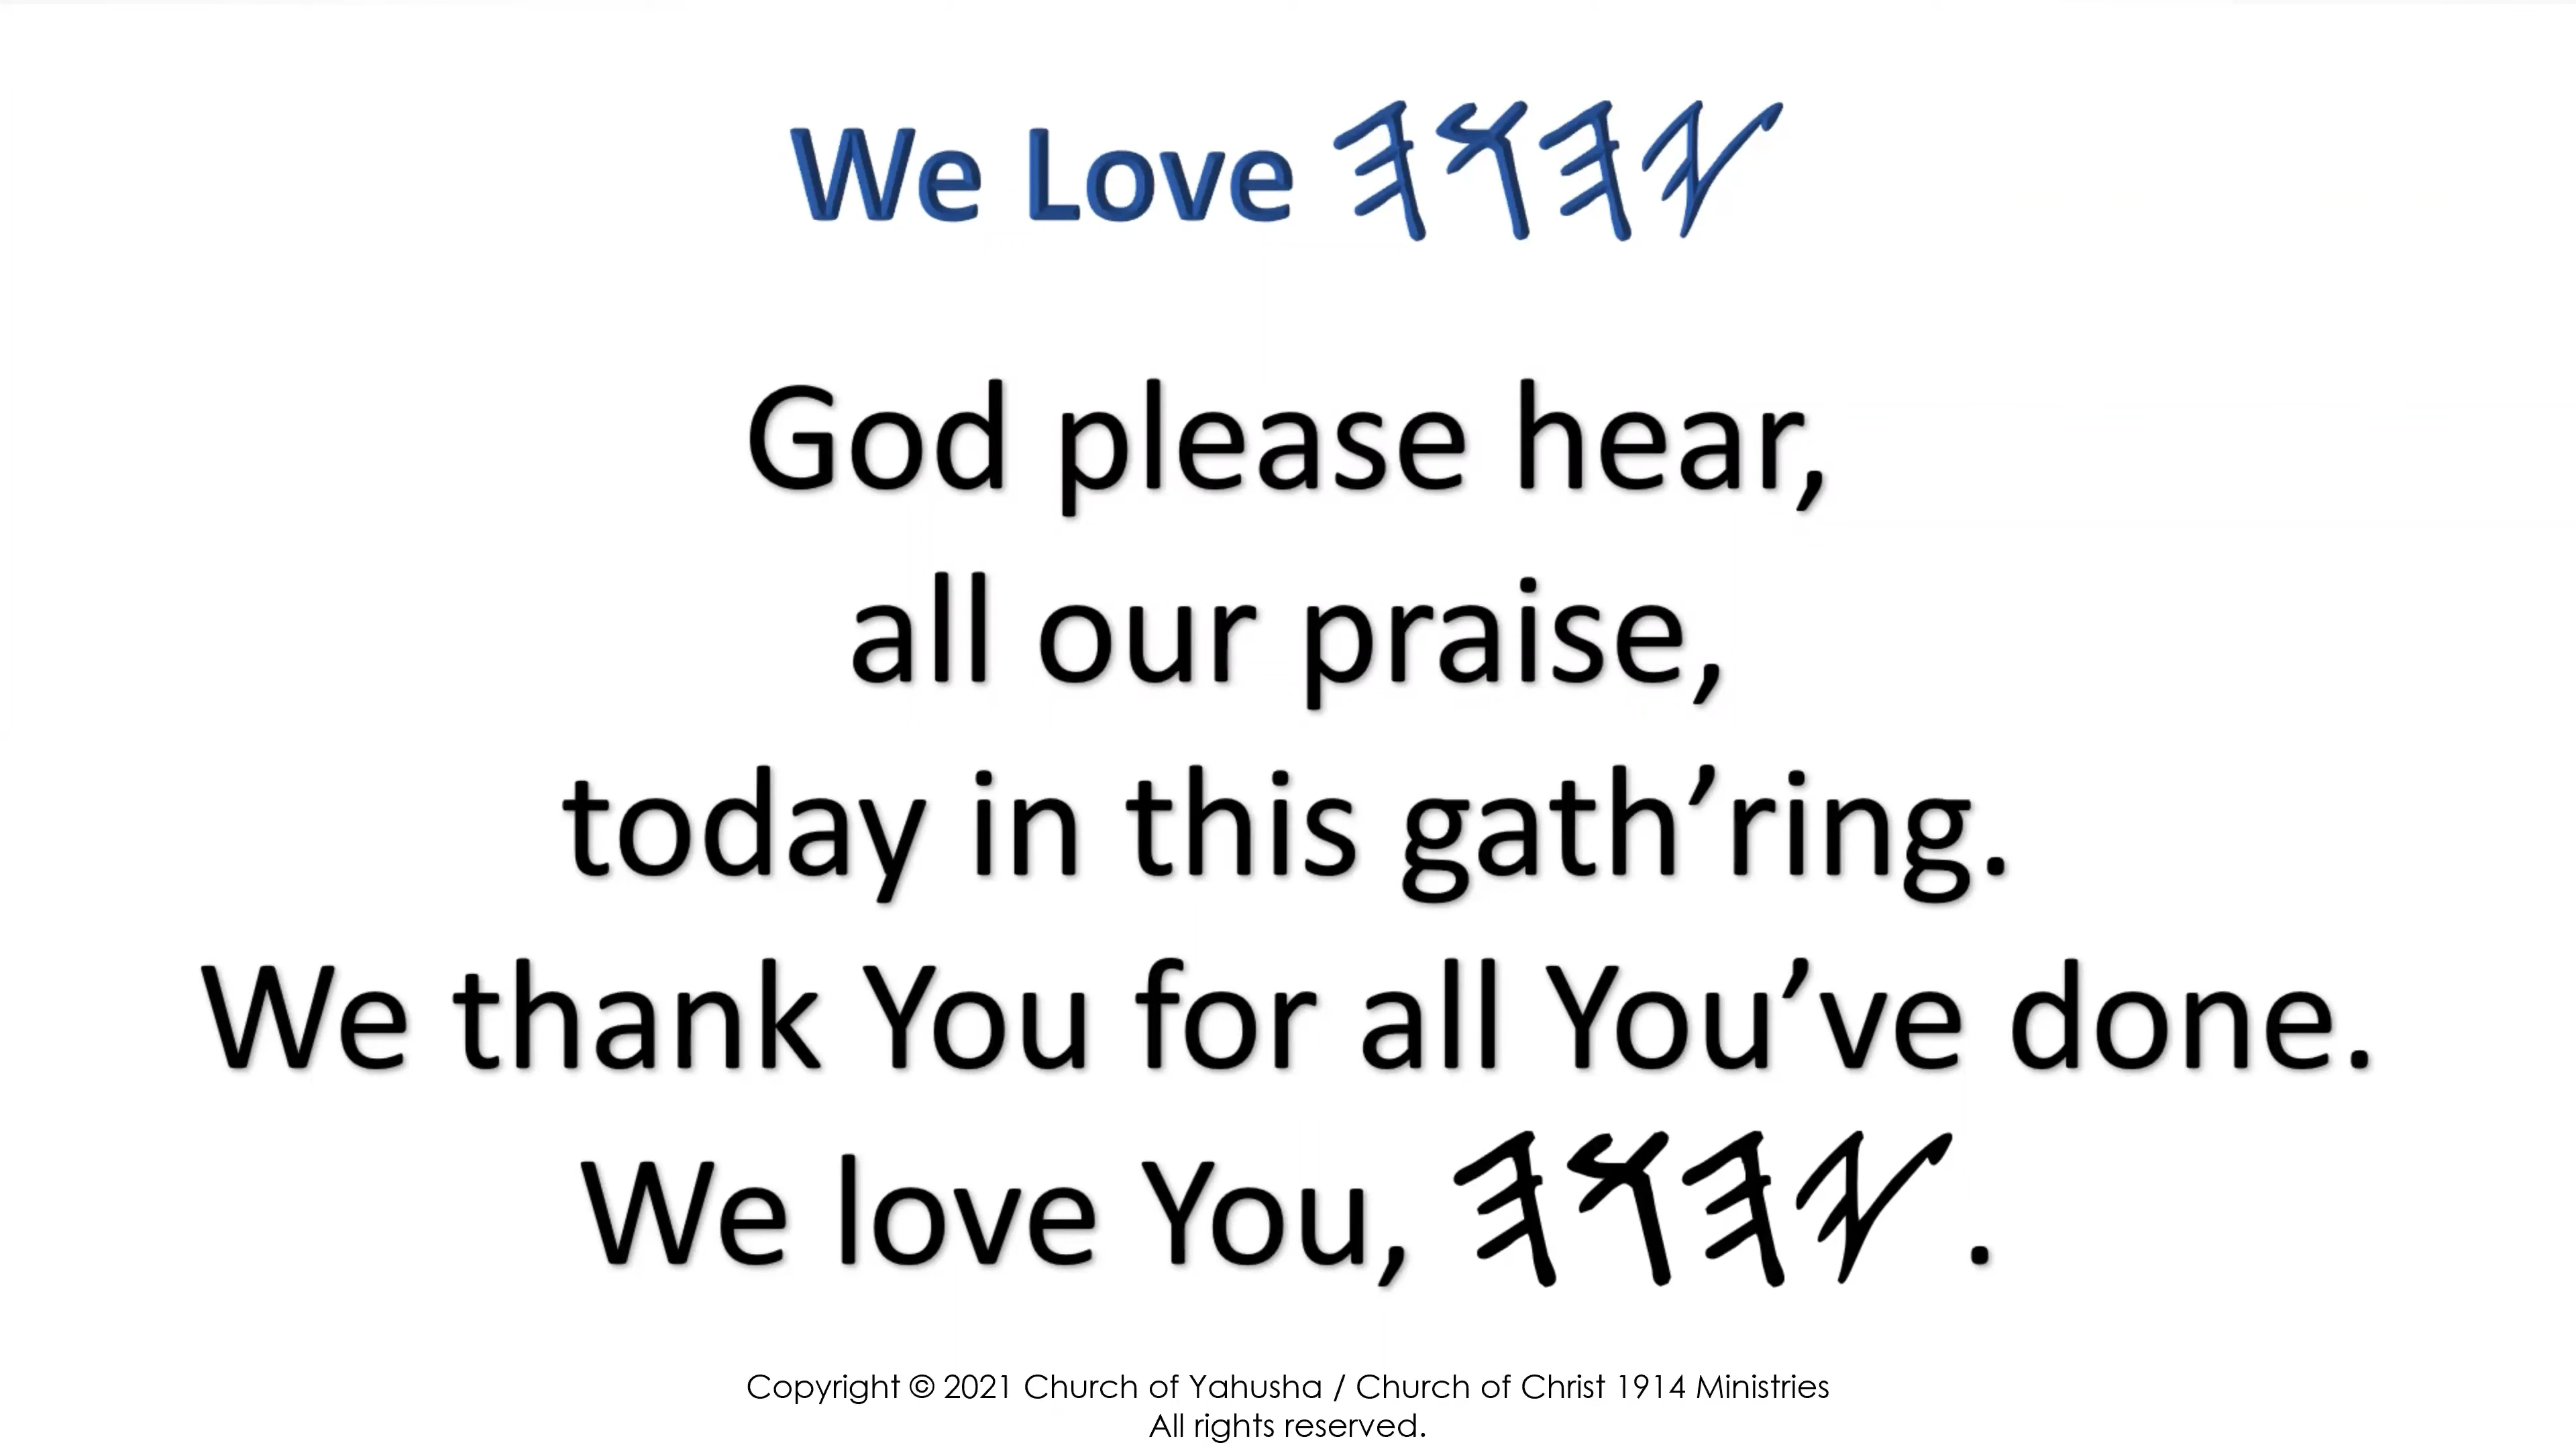 We Love 𐤉𐤄𐤅𐤄
God please hear,
all our praise,
today in this gath’ring.
We thank You for all You’ve done.
We love You, 𐤉𐤄𐤅𐤄 .
Copyright © 2021 Church of Yahusha / Church of Christ 1914 Ministries
All rights reserved.